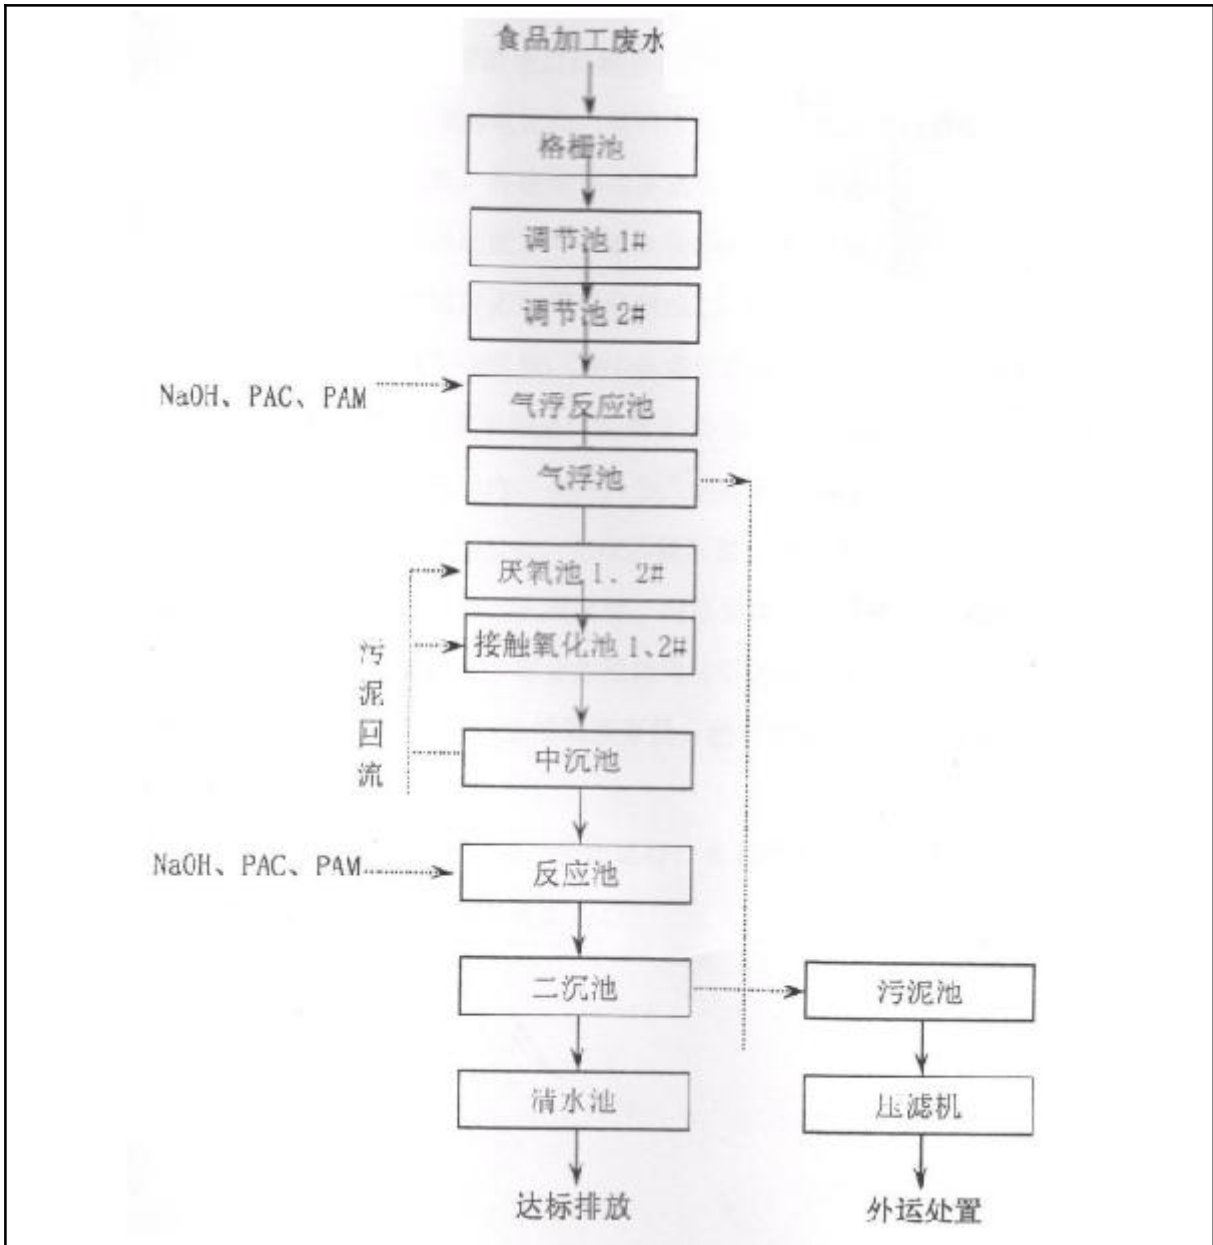 食品加工废水
格栅池
调节池 1#
调节池 2#
NaOH、PAC、PAM
气浮反应池
气浮池
厌氧池 1. 2#
接触氧化池 1、2#
污泥回流
中沉池
NaOH、PAC、PAM
反应池
二沉池
污泥池
清水池
压滤机
达标排放
外运处置